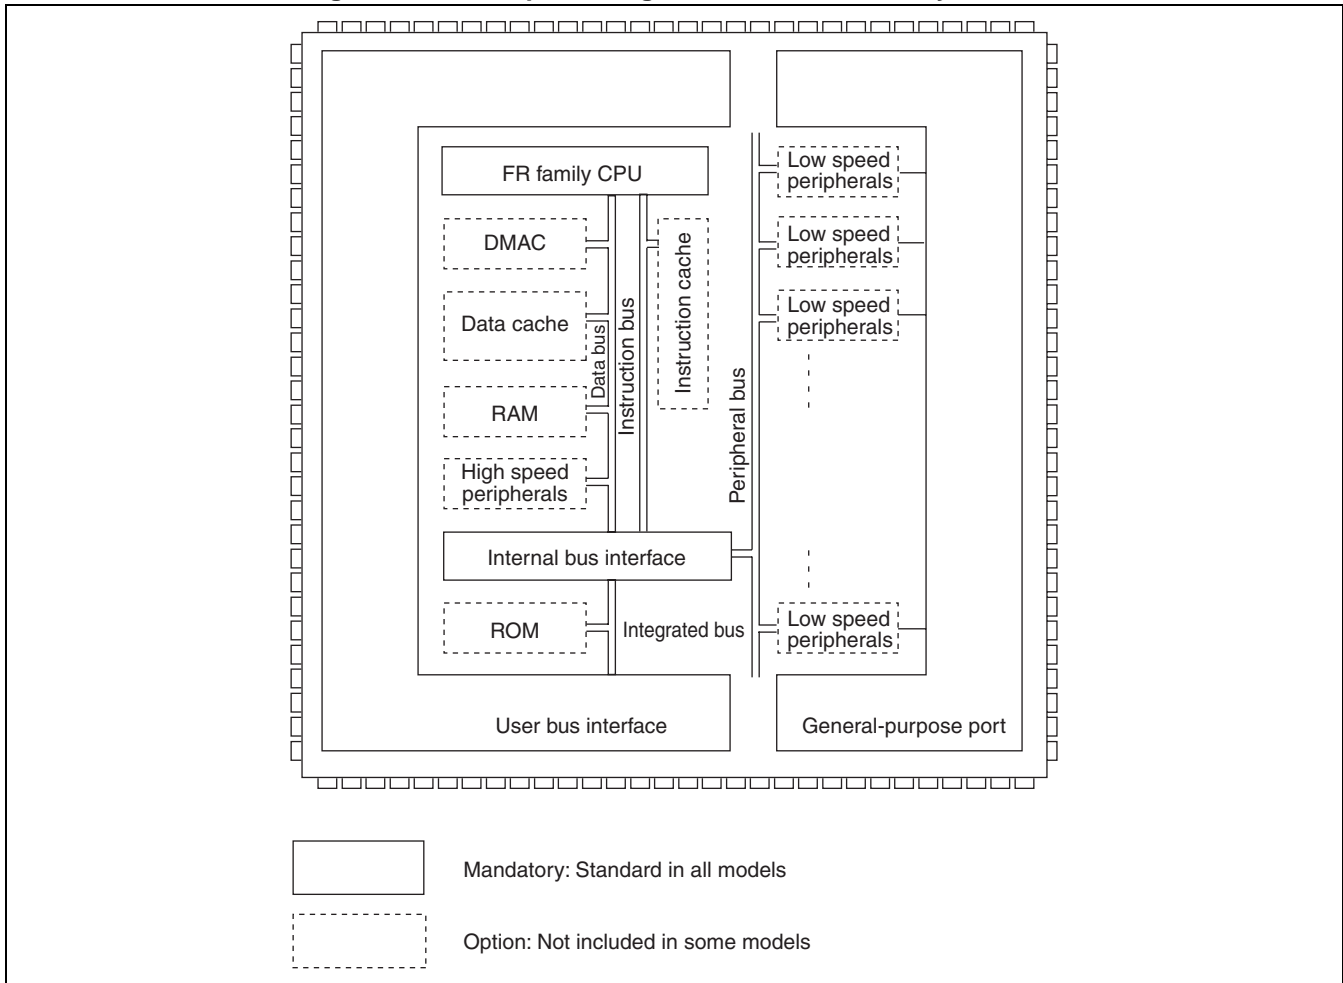 FR family CPU
DMAC
Data cache
RAM
High speed
peripherals
Data bus
Instruction bus
Instruction cache
Internal bus interface
ROM
Integrated bus
Peripheral bus
Low speed
peripherals
Low speed
peripherals
Low speed
peripherals
Low speed
peripherals
User bus interface
General-purpose port
Mandatory: Standard in all models
Option: Not included in some models